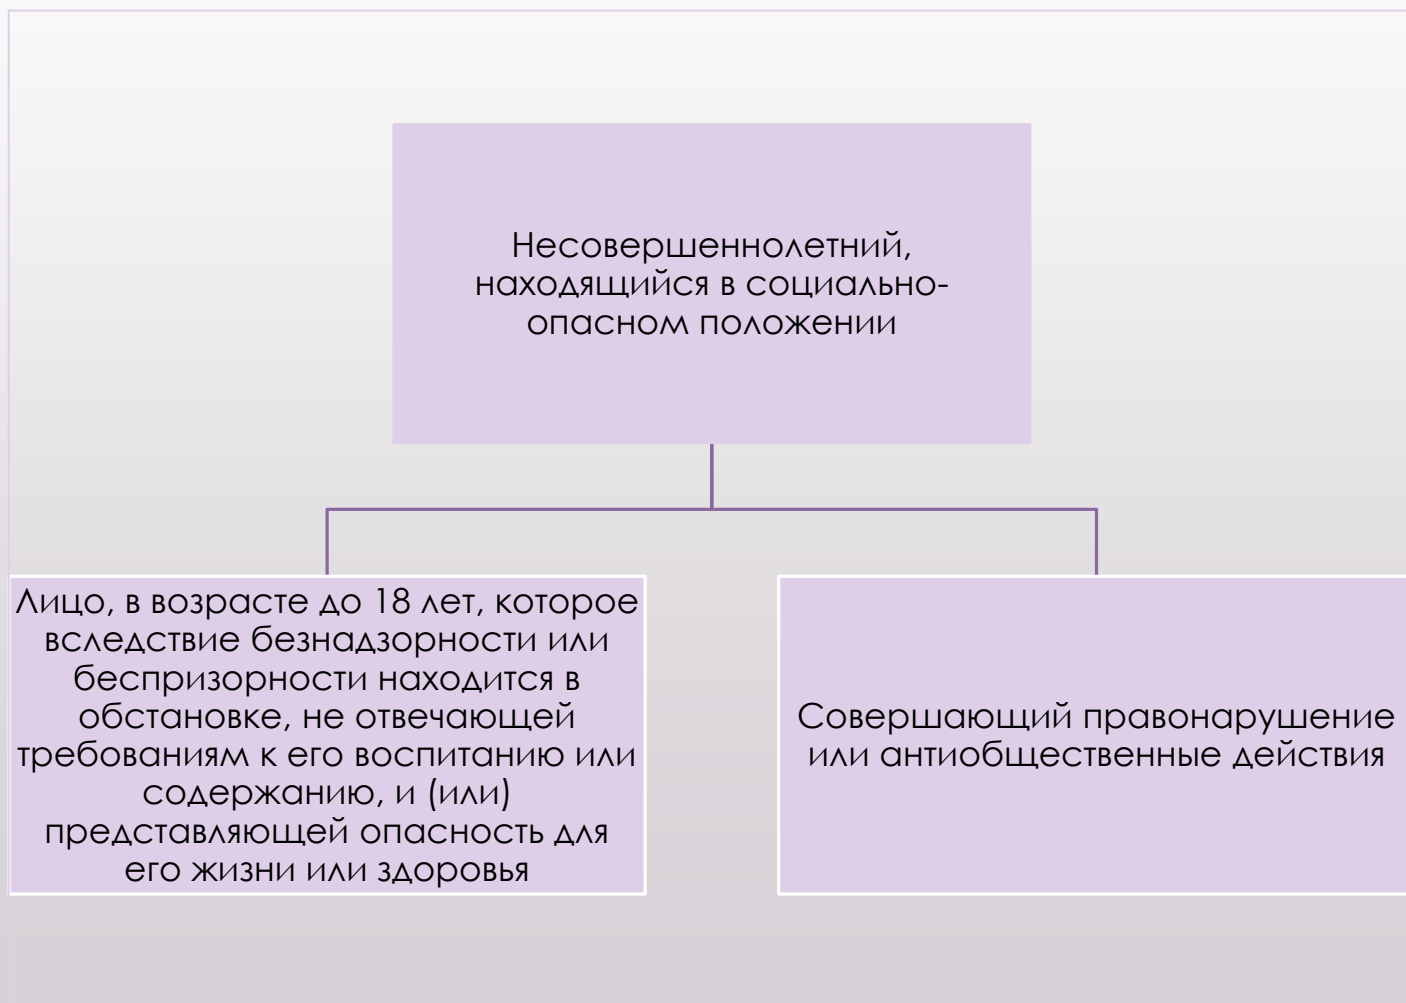 Несовершеннолетний,
находящийся в социально-
опасном положении
Лицо, в возрасте до 18 лет, которое
вследствие безнадзорности или
беспризорности находится в
обстановке, не отвечающей
требованиям к его воспитанию или
содержанию, и (или)
представляющей опасность для
его жизни или здоровья
Совершающий правонарушение
или антиобщественные действия